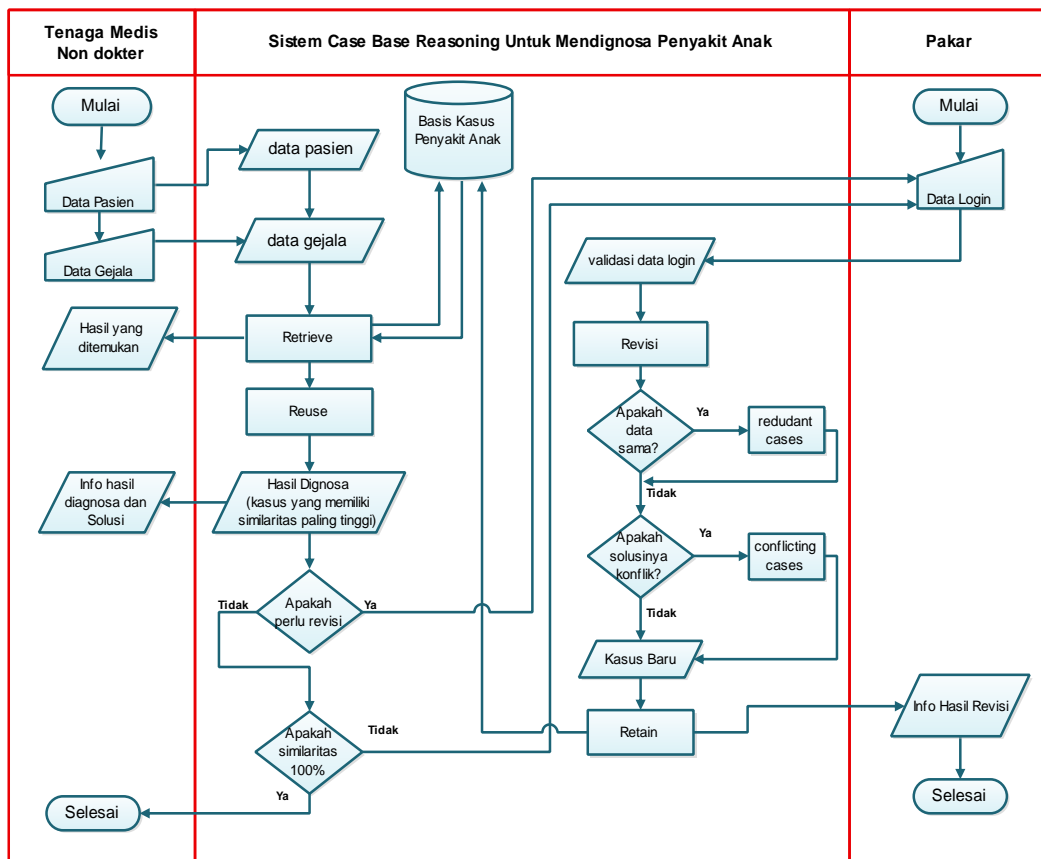 Tenaga Medis
Non dokter
Sistem Case Base Reasoning Untuk Mendignosa Penyakit Anak
Pakar
Mulai
Data Pasien
Data Gejala
data pasien
data gejala
Basis Kasus
Penyakit Anak
Mulai
Data Login
validasi data login
Hasil yang
ditemukan
Retrieve
Revisi
Reuse
Apakah
data
sama?
Ya
redudant
cases
Tidak
Info hasil
diagnosa dan
Solusi
Hasil Dignosa
(kasus yang memiliki
similaritas paling tinggi)
Apakah
solusinya
konflik?
Ya
conflicting
cases
Tidak
Tidak
Apakah
perlu revisi
Ya
Kasus Baru
Retain
Info Hasil Revisi
Apakah
similaritas
100%
Tidak
Ya
Selesai
Selesai